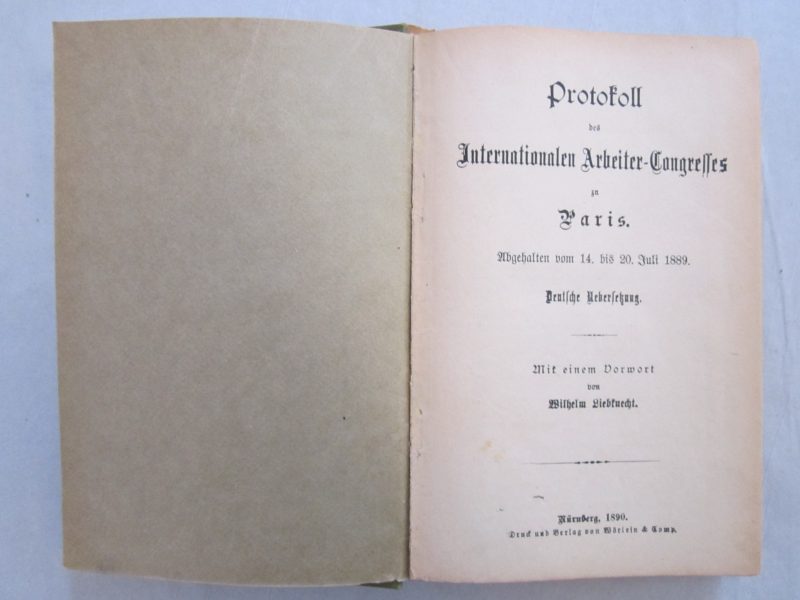 Protokoll
des
Internationalen Arbeiter-Congresses
zu
Paris.
Abgehalten vom 14. bis 20. Juli 1889.
Deutsche Uebersetzung.
Mit einem Vorwort
von
Wilhelm Liebknecht.
Nürnberg, 1890.
Druck und Verlag von Wörlein & Comp.